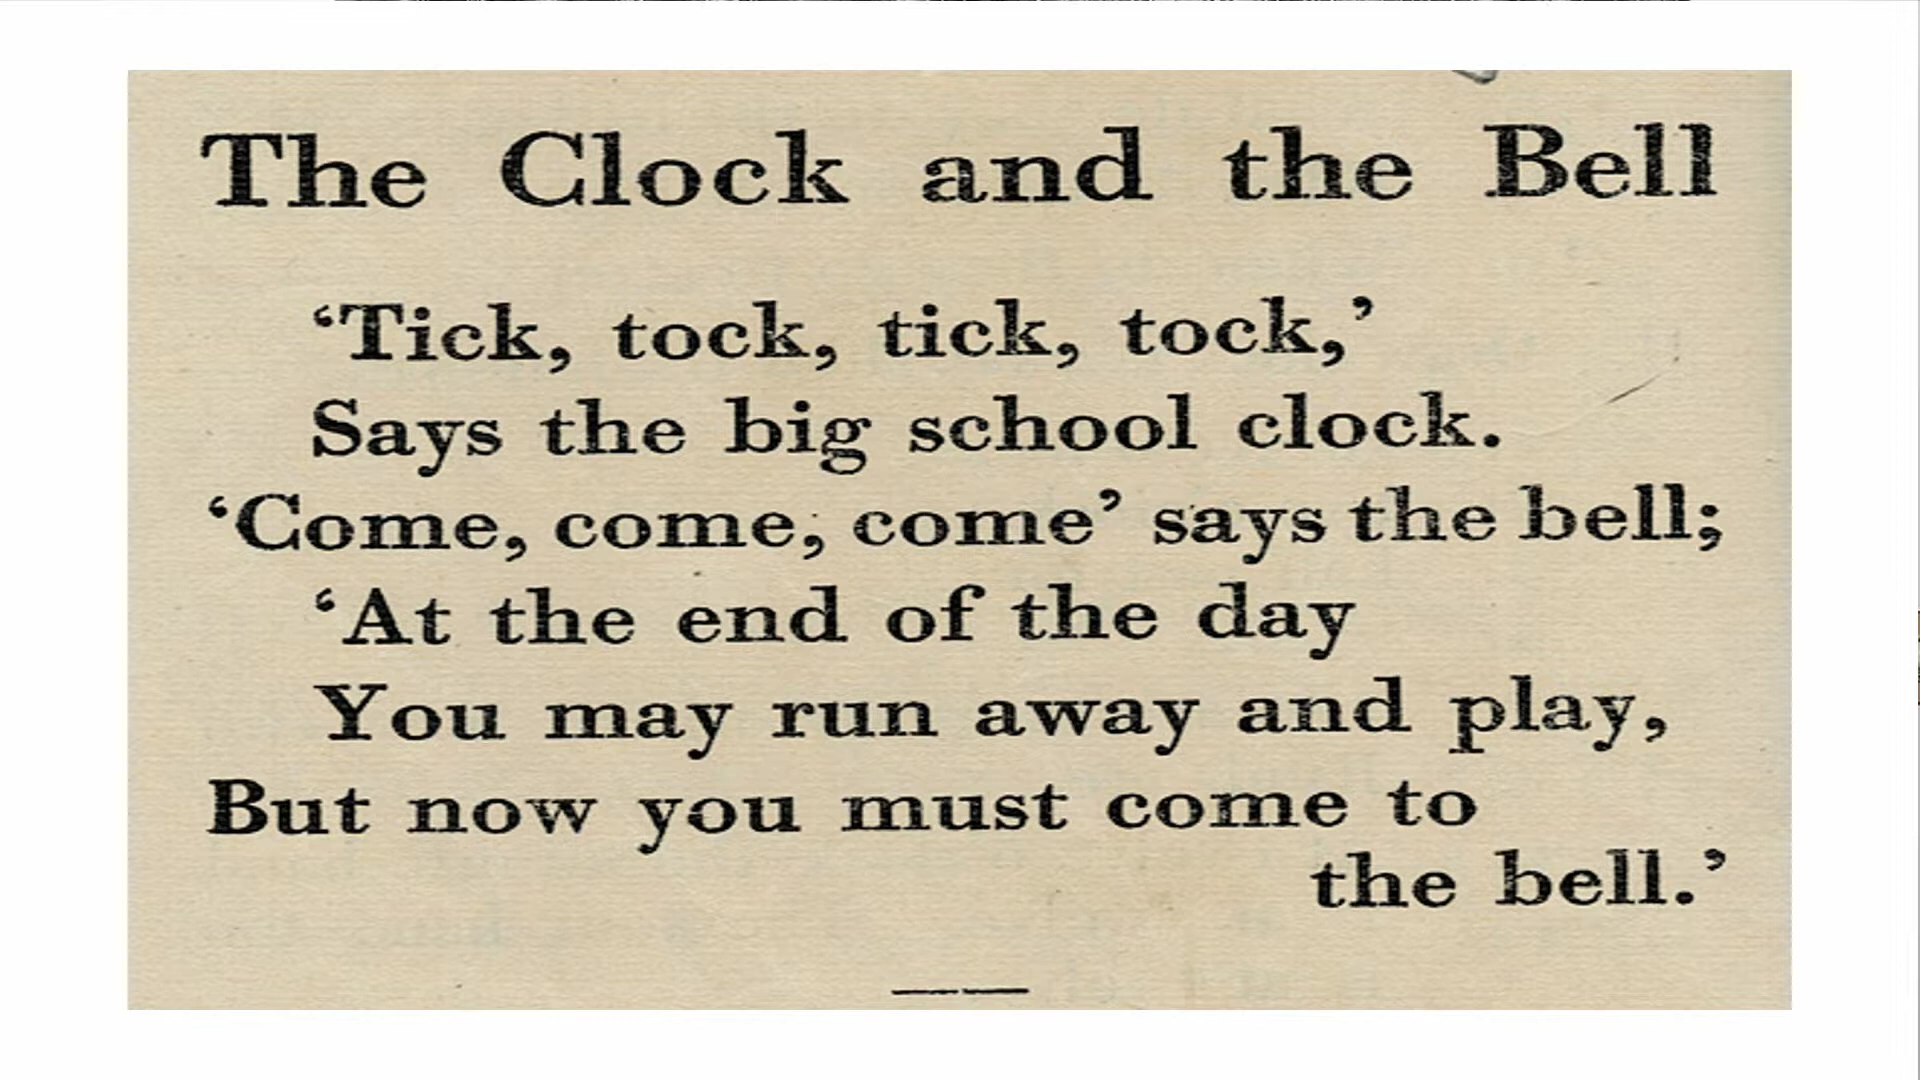 The Clock and the Bell
‘Tick, tock, tick, tock,’
Says the big school clock.
‘Come, come, come’ says the bell;
‘At the end of the day
You may run away and play,
But now you must come to
the bell.’